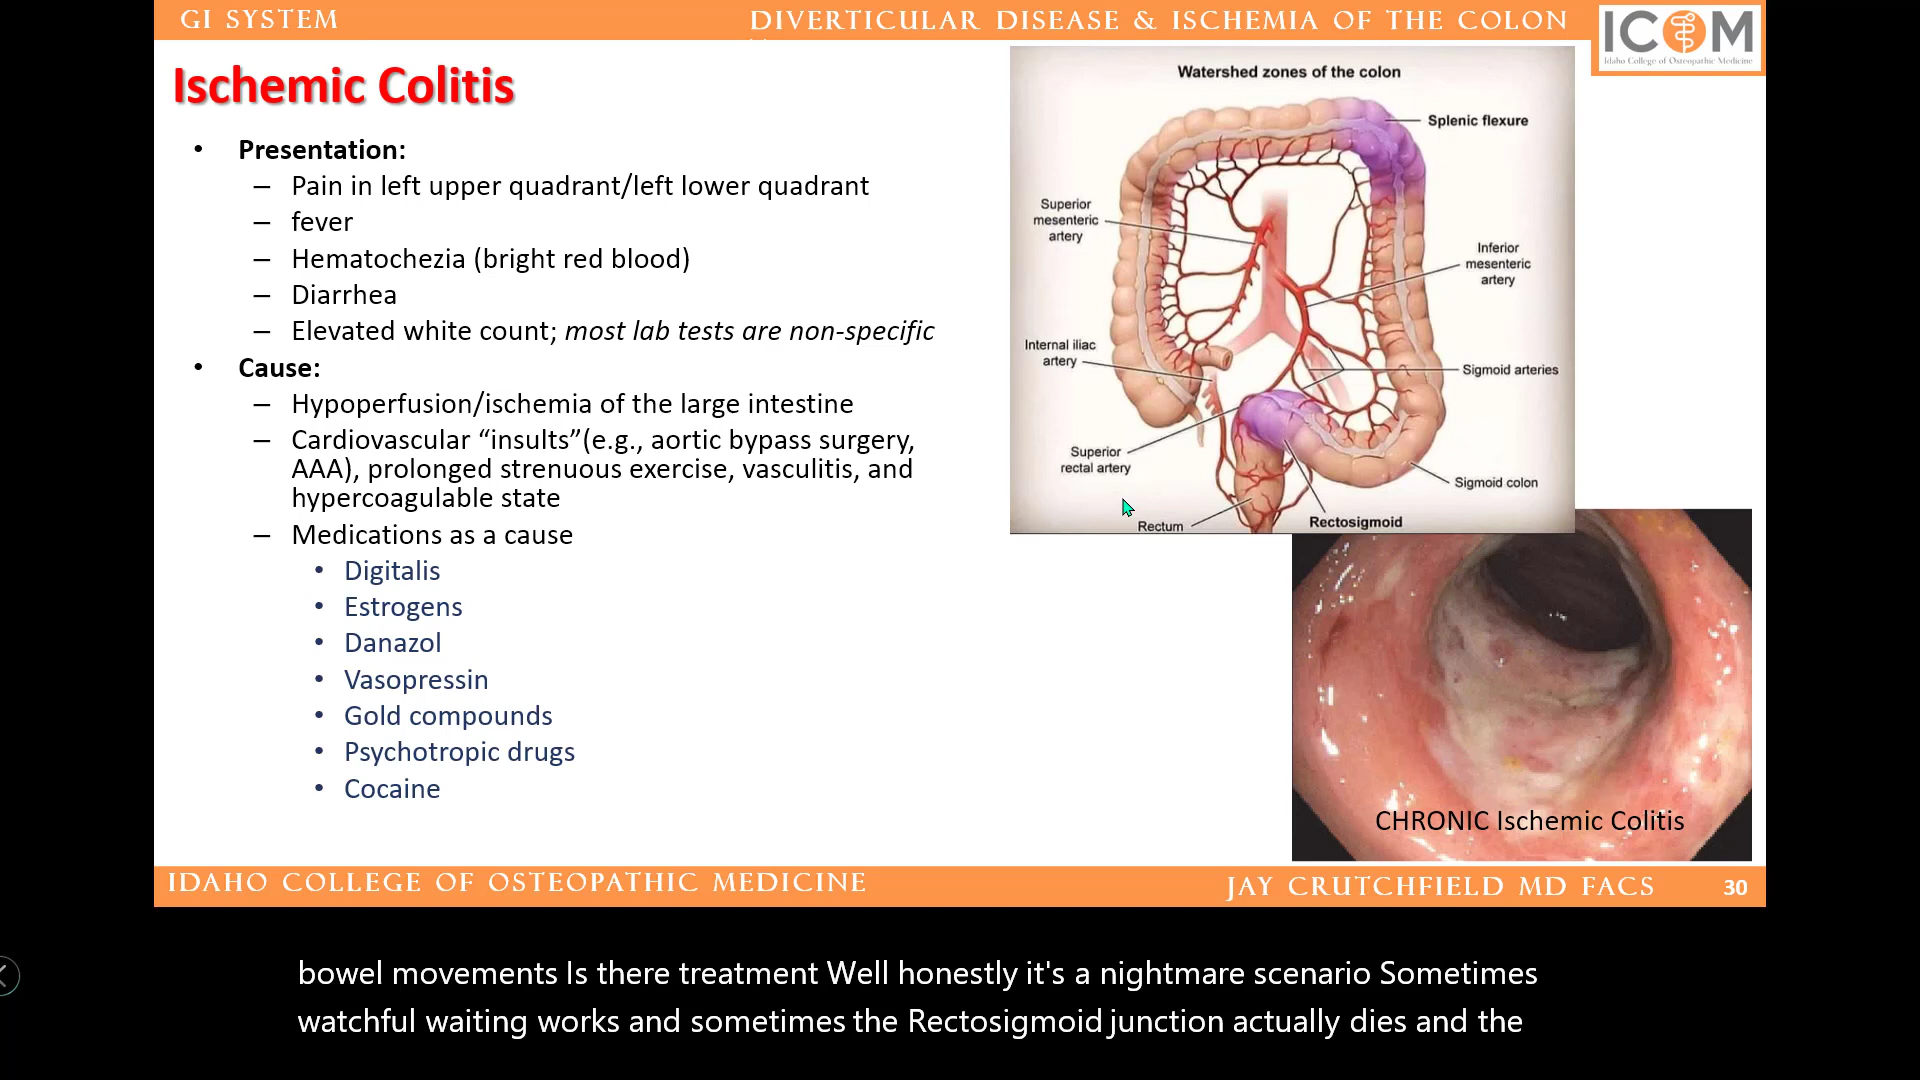 GI SYSTEM
DIVERTICULAR DISEASE & ISCHEMIA OF THE COLON
ICOM
Idaho College of Osteopathic Medicine
Ischemic Colitis
• Presentation:
– Pain in left upper quadrant/left lower quadrant
– fever
– Hematochezia (bright red blood)
– Diarrhea
– Elevated white count; most lab tests are non-specific
• Cause:
– Hypoperfusion/ischemia of the large intestine
– Cardiovascular “insults”(e.g., aortic bypass surgery,
AAA), prolonged strenuous exercise, vasculitis, and
hypercoagulable state
– Medications as a cause
• Digitalis
• Estrogens
• Danazol
• Vasopressin
• Gold compounds
• Psychotropic drugs
• Cocaine
Watershed zones of the colon
Splenic flexure
Superior
mesenteric
artery
Inferior
mesenteric
artery
Internal iliac
artery
Sigmoid arteries
Superior
rectal artery
Sigmoid colon
Rectum
Rectosigmoid
CHRONIC Ischemic Colitis
IDAHO COLLEGE OF OSTEOPATHIC MEDICINE
JAY CRUTCHFIELD MD FACS
30
bowel movements Is there treatment Well honestly it's a nightmare scenario Sometimes
watchful waiting works and sometimes the Rectosigmoid junction actually dies and the